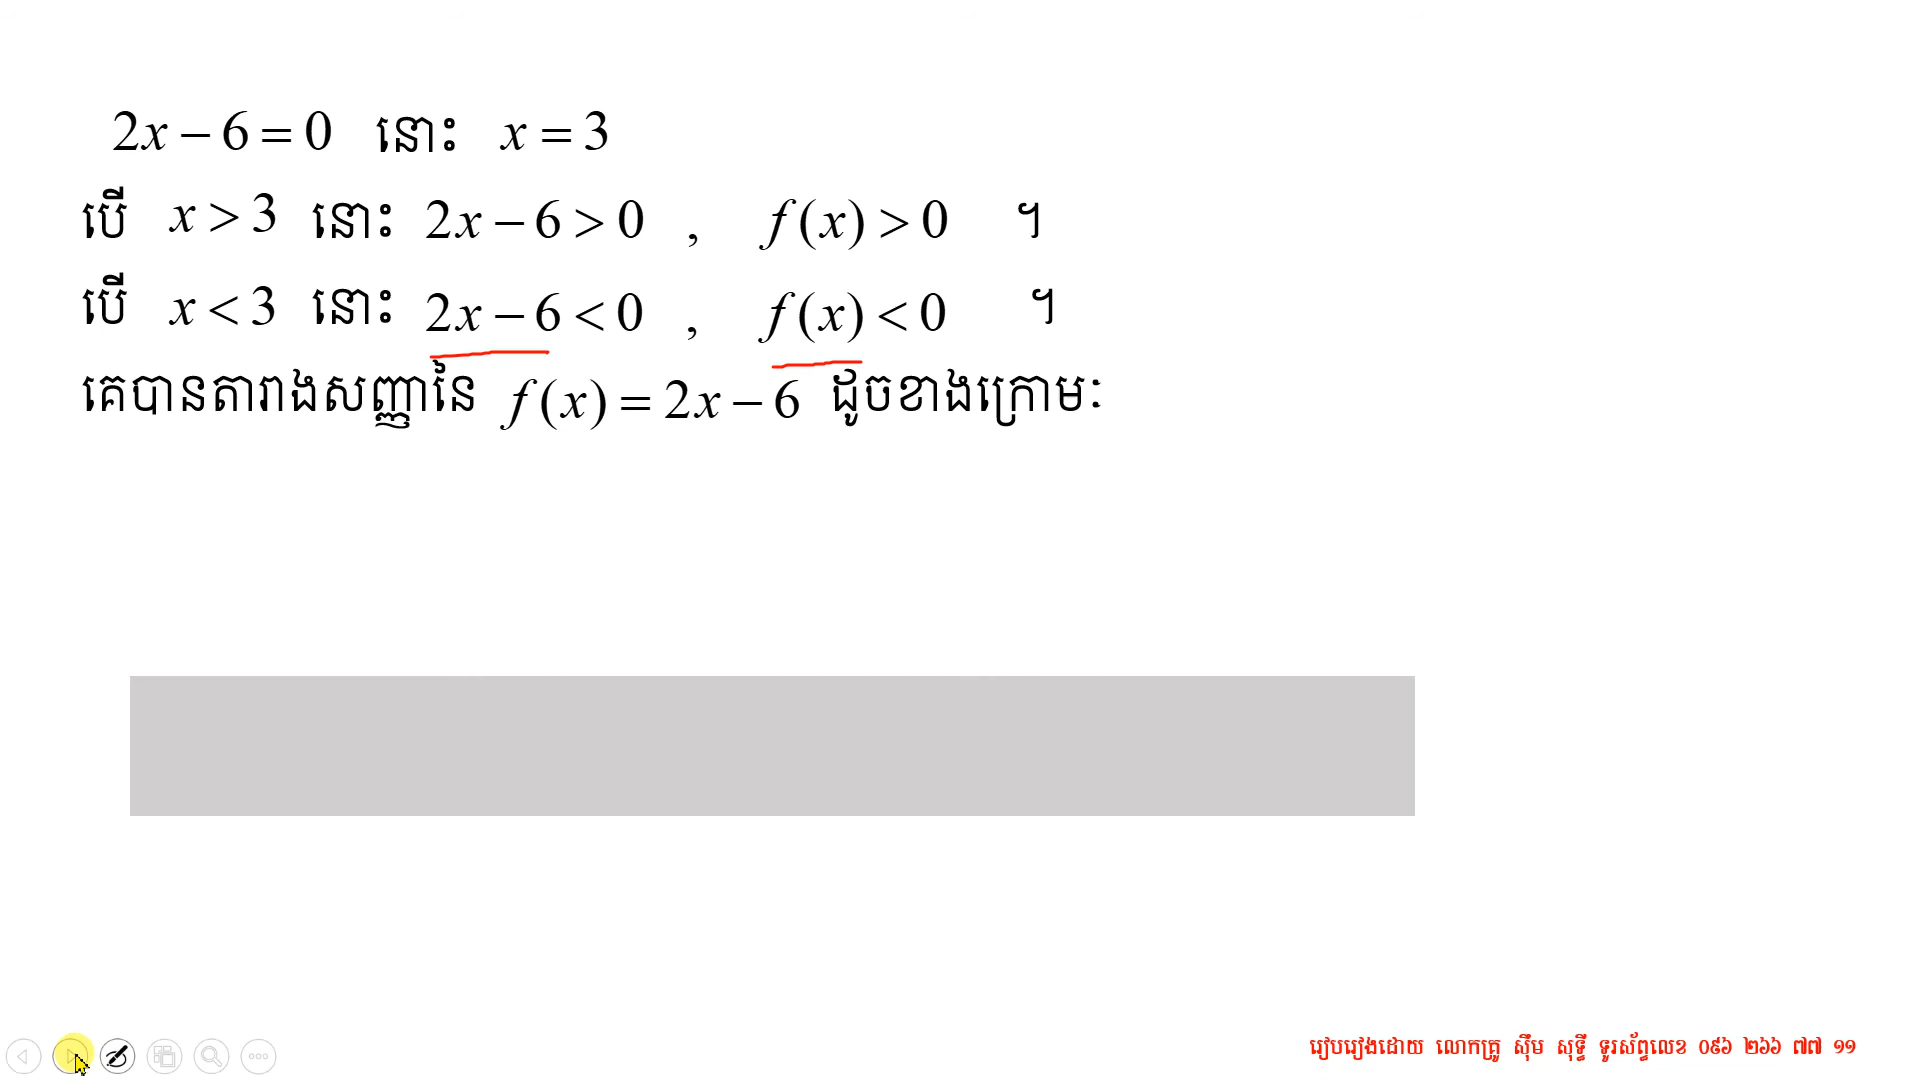 2x − 6 = 0 នោះ x = 3
បើ x > 3 នោះ 2x − 6 > 0 , f(x) > 0 ។
បើ x < 3 នោះ 2x − 6 < 0 , f(x) < 0 ។
គេបានតារាងសញ្ញានៃ f(x) = 2x − 6 ដូចខាងក្រោមៈ
រៀបរៀងដោយ លោកគ្រូ ស៊ឹម សុទ្ធី ទូរស័ព្ទលេខ ០៩៦ ២៦៦ ៧៧ ១១